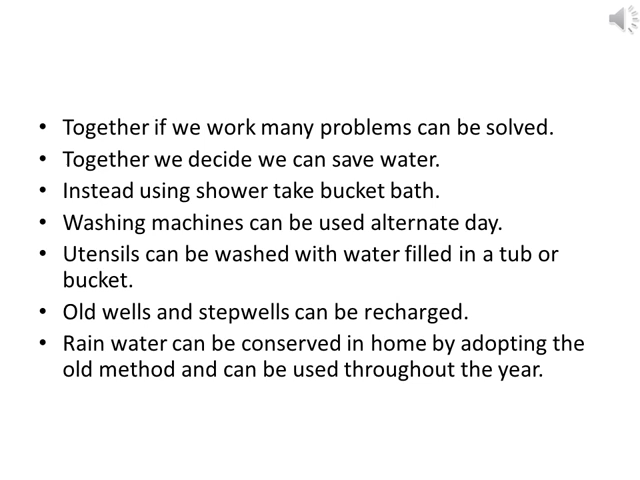 • Together if we work many problems can be solved.
• Together we decide we can save water.
• Instead using shower take bucket bath.
• Washing machines can be used alternate day.
• Utensils can be washed with water filled in a tub or
bucket.
• Old wells and stepwells can be recharged.
• Rain water can be conserved in home by adopting the
old method and can be used throughout the year.